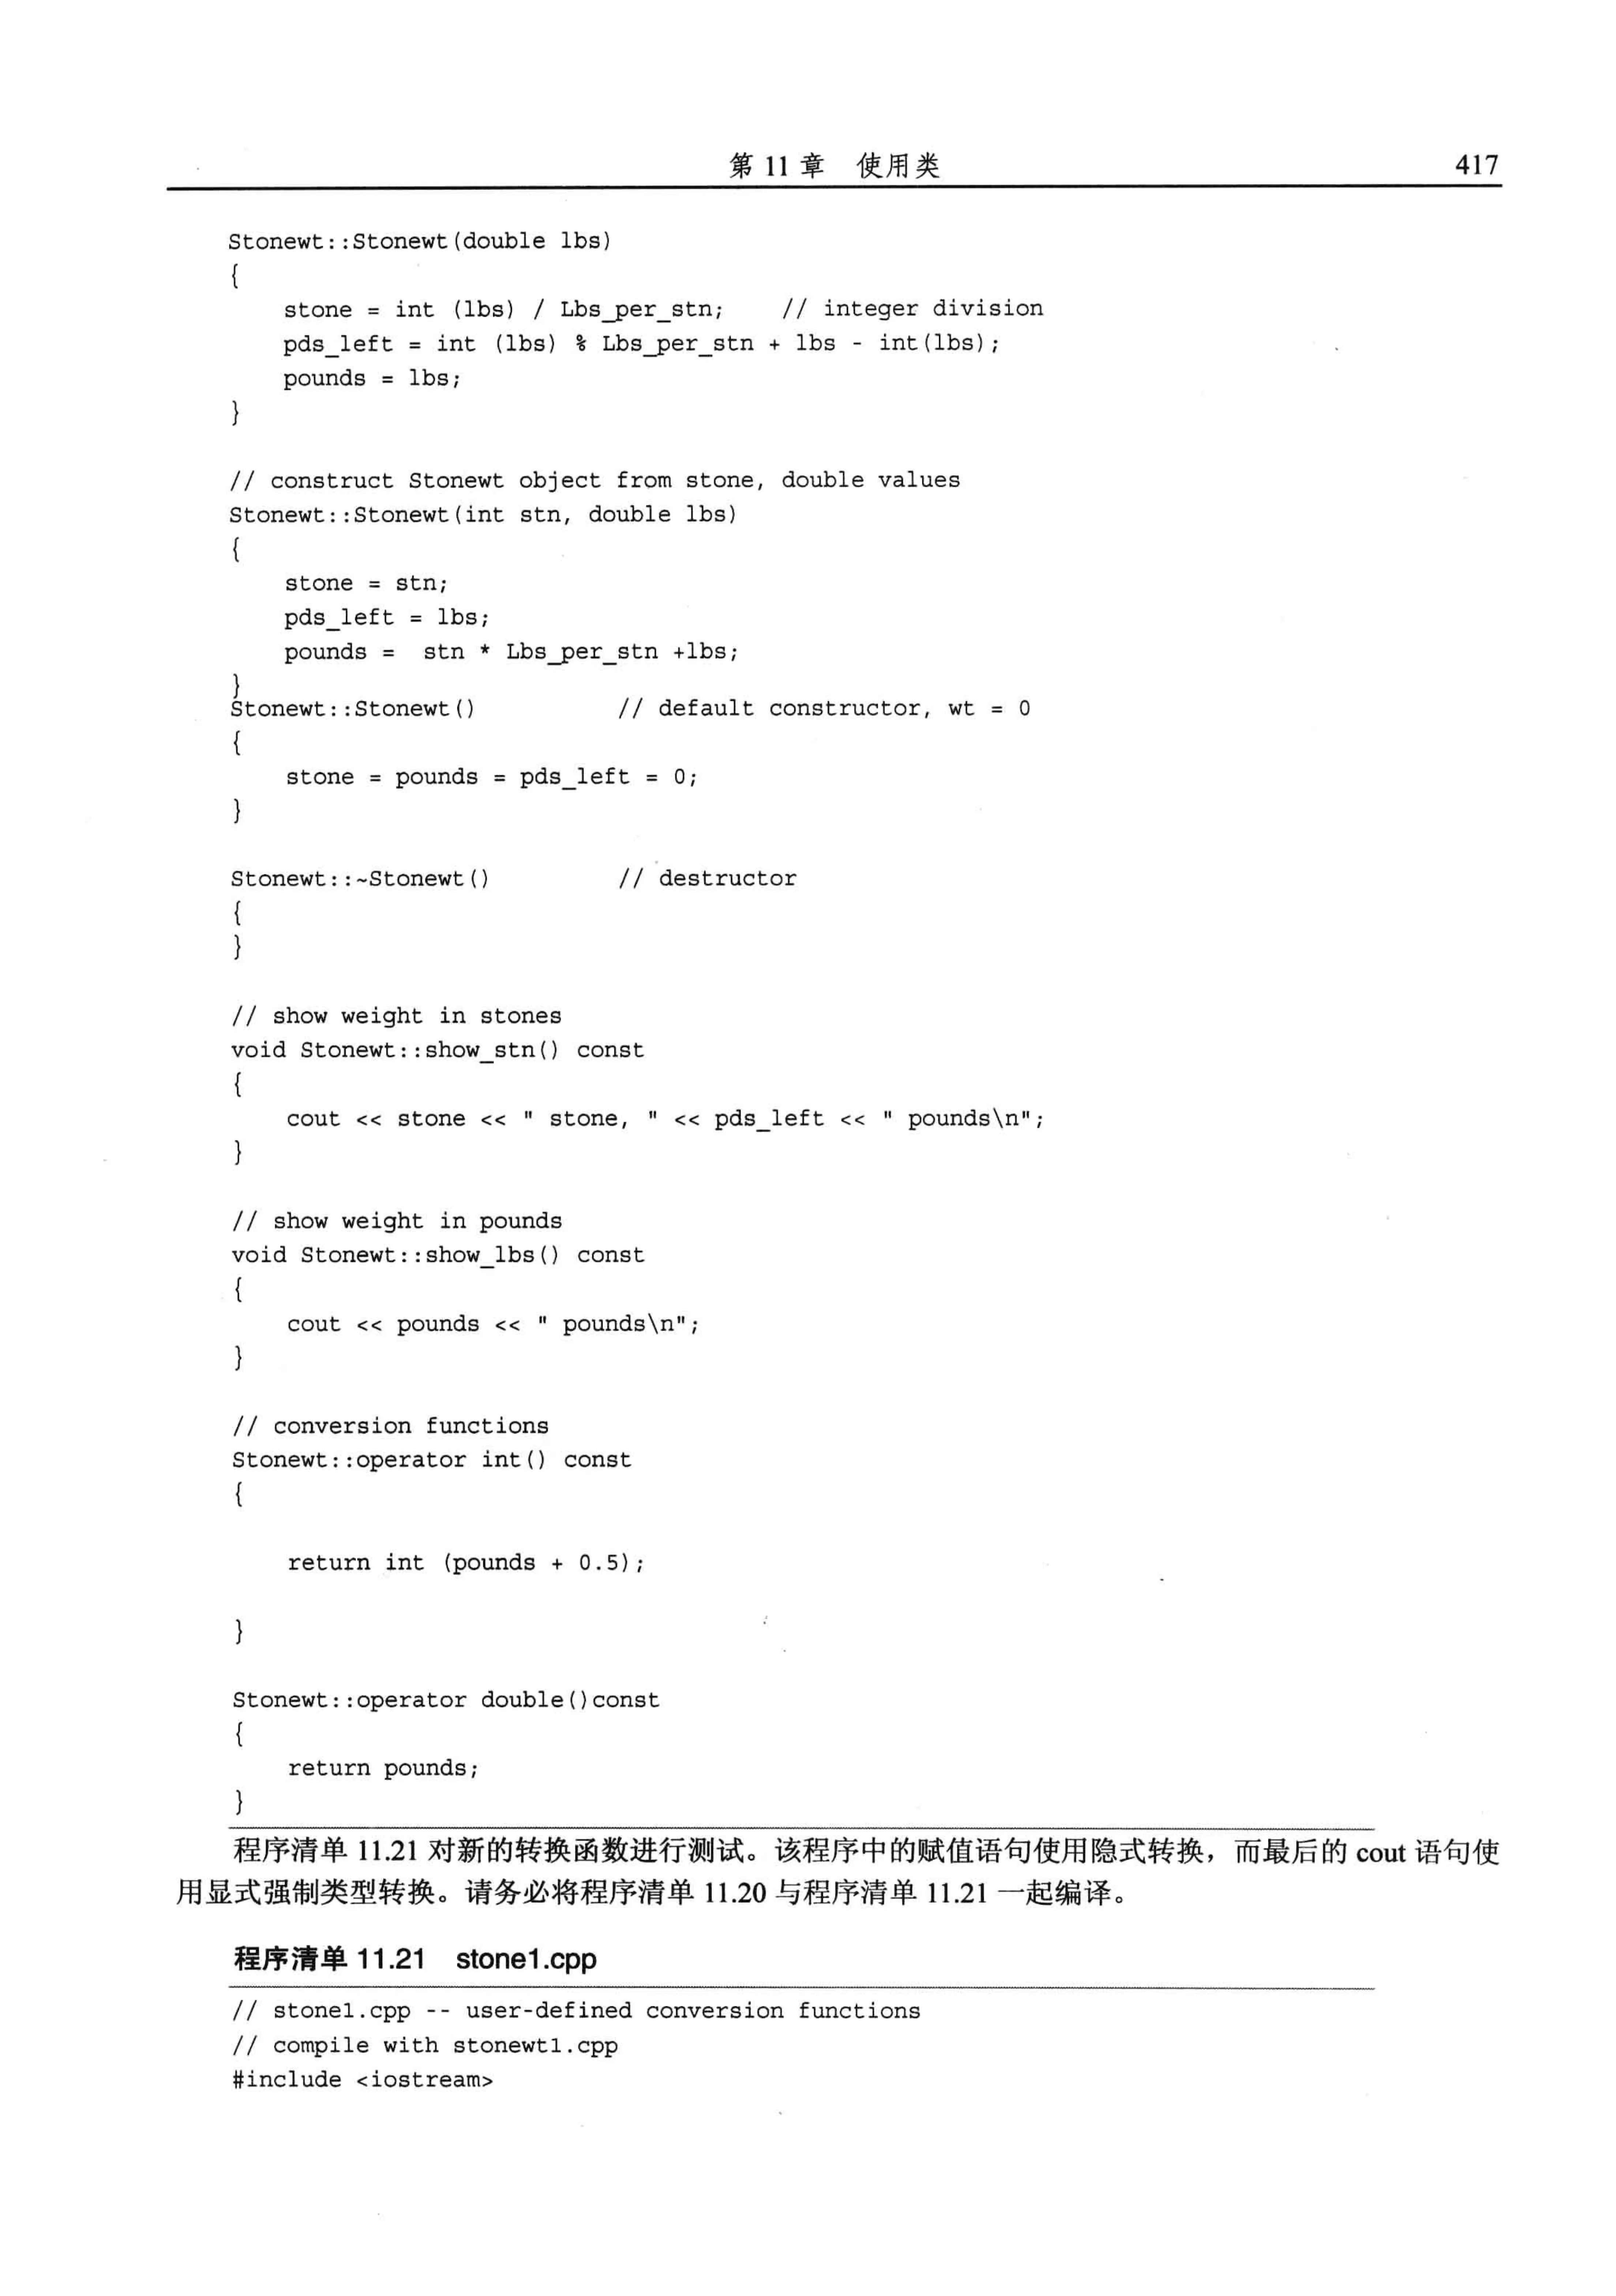 第 11 章 使用类 417
Stonewt::Stonewt(double lbs)
{
    stone = int (lbs) / Lbs_per_stn;    // integer division
    pds_left = int (lbs) % Lbs_per_stn + lbs - int(lbs);
    pounds = lbs;
}
// construct Stonewt object from stone, double values
Stonewt::Stonewt(int stn, double lbs)
{
    stone = stn;
    pds_left = lbs;
    pounds =  stn * Lbs_per_stn +lbs;
}
Stonewt::Stonewt()          // default constructor, wt = 0
{
    stone = pounds = pds_left = 0;
}
Stonewt::~Stonewt()         // destructor
{
}
// show weight in stones
void Stonewt::show_stn() const
{
    cout << stone << " stone, " << pds_left << " pounds\n";
}
// show weight in pounds
void Stonewt::show_lbs() const
{
    cout << pounds << " pounds\n";
}
// conversion functions
Stonewt::operator int() const
{
    return int (pounds + 0.5);
}
Stonewt::operator double()const
{
    return pounds;
}
程序清单 11.21 对新的转换函数进行测试。该程序中的赋值语句使用隐式转换，而最后的 cout 语句使
用显式强制类型转换。请务必将程序清单 11.20 与程序清单 11.21 一起编译。
程序清单 11.21 stone1.cpp
// stone1.cpp -- user-defined conversion functions
// compile with stonewt1.cpp
#include <iostream>